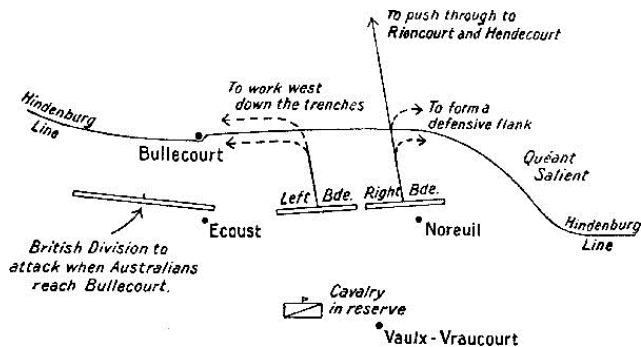 To push through to
Riencourt and Hendecourt
To work west
down the trenches
Hindenburg
Line
To form a
defensive flank
Bullecourt
Quéant
Salient
Left Bde.
Right Bde.
Ecoust
Noreuil
Hindenburg
Line
British Division to
attack when Australians
reach Bullecourt.
Cavalry
in reserve
Vaulx-Vraucourt